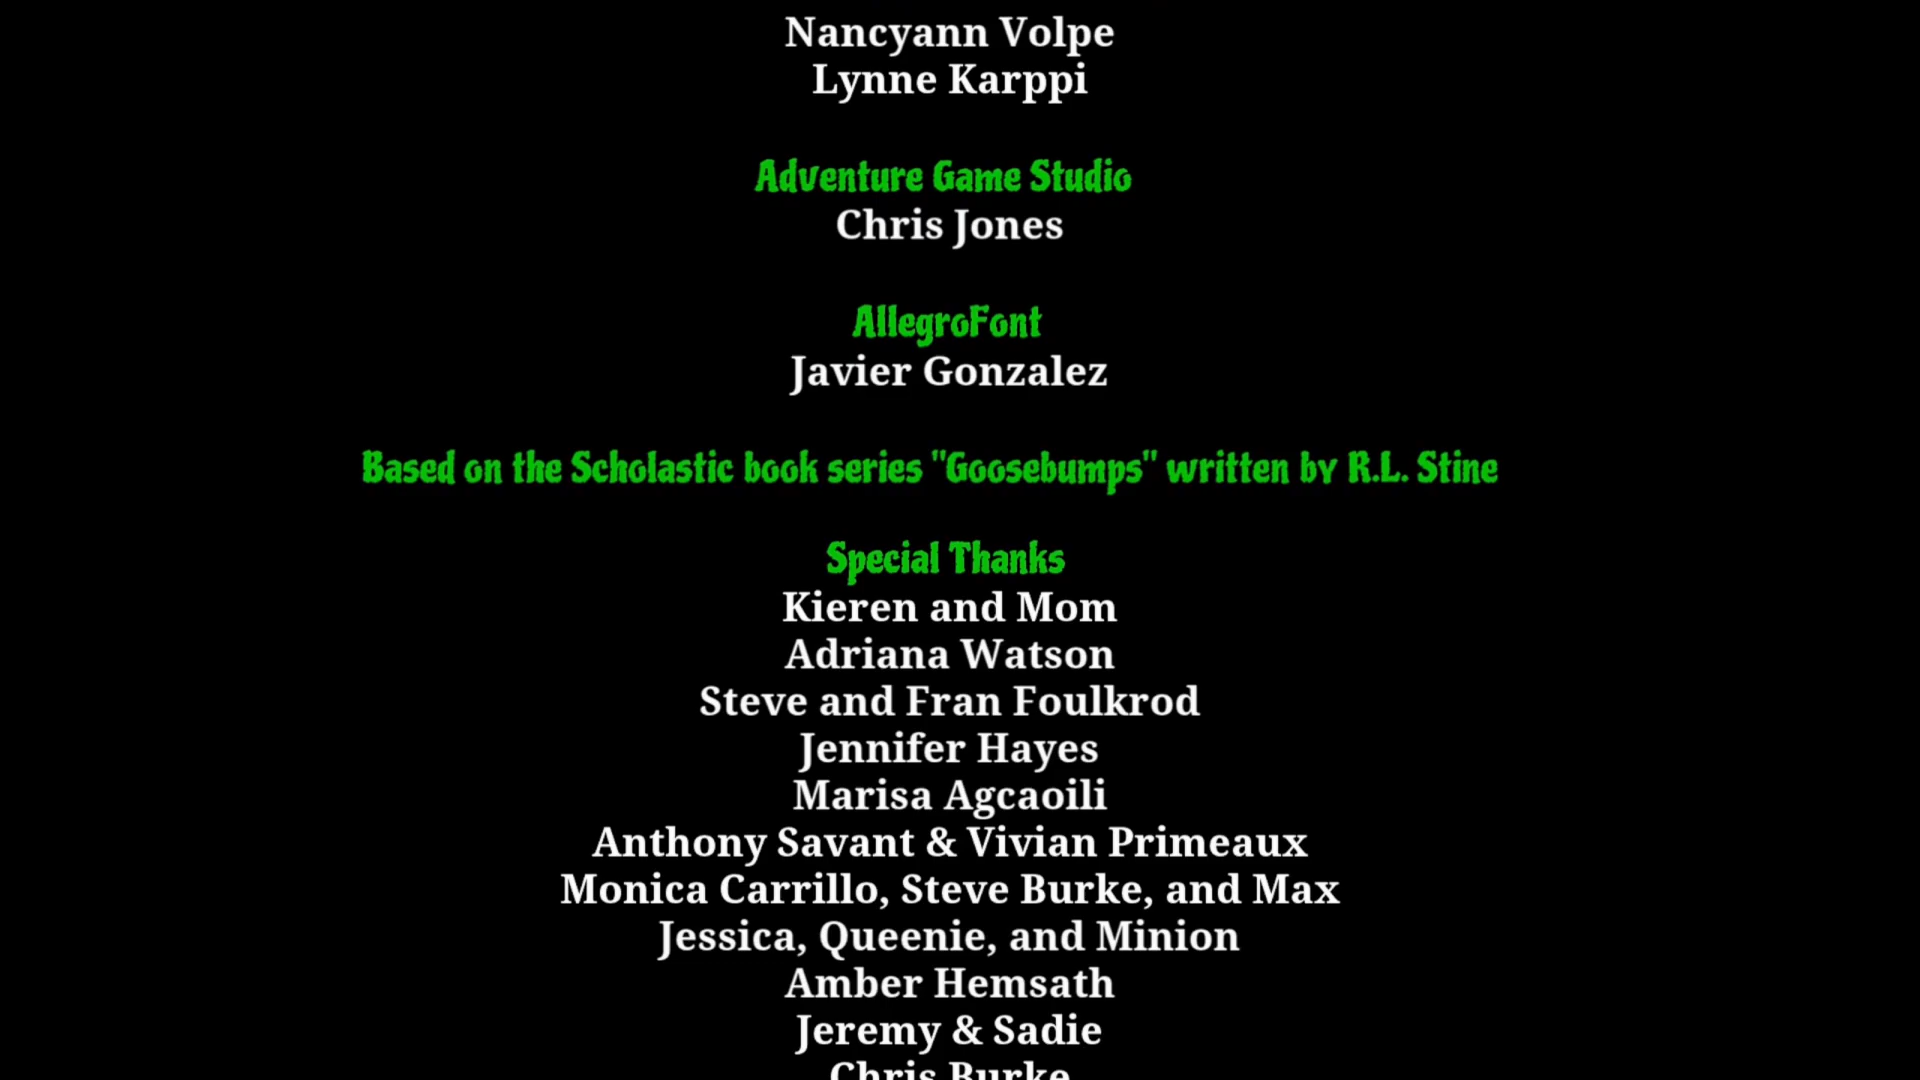 Nancyann Volpe
Lynne Karppi
Adventure Game Studio
Chris Jones
AllegroFont
Javier Gonzalez
Based on the Scholastic book series "Goosebumps" written by R.L. Stine
Special Thanks
Kieren and Mom
Adriana Watson
Steve and Fran Foulkrod
Jennifer Hayes
Marisa Agcaoili
Anthony Savant & Vivian Primeaux
Monica Carrillo, Steve Burke, and Max
Jessica, Queenie, and Minion
Amber Hemsath
Jeremy & Sadie
Chris Burke